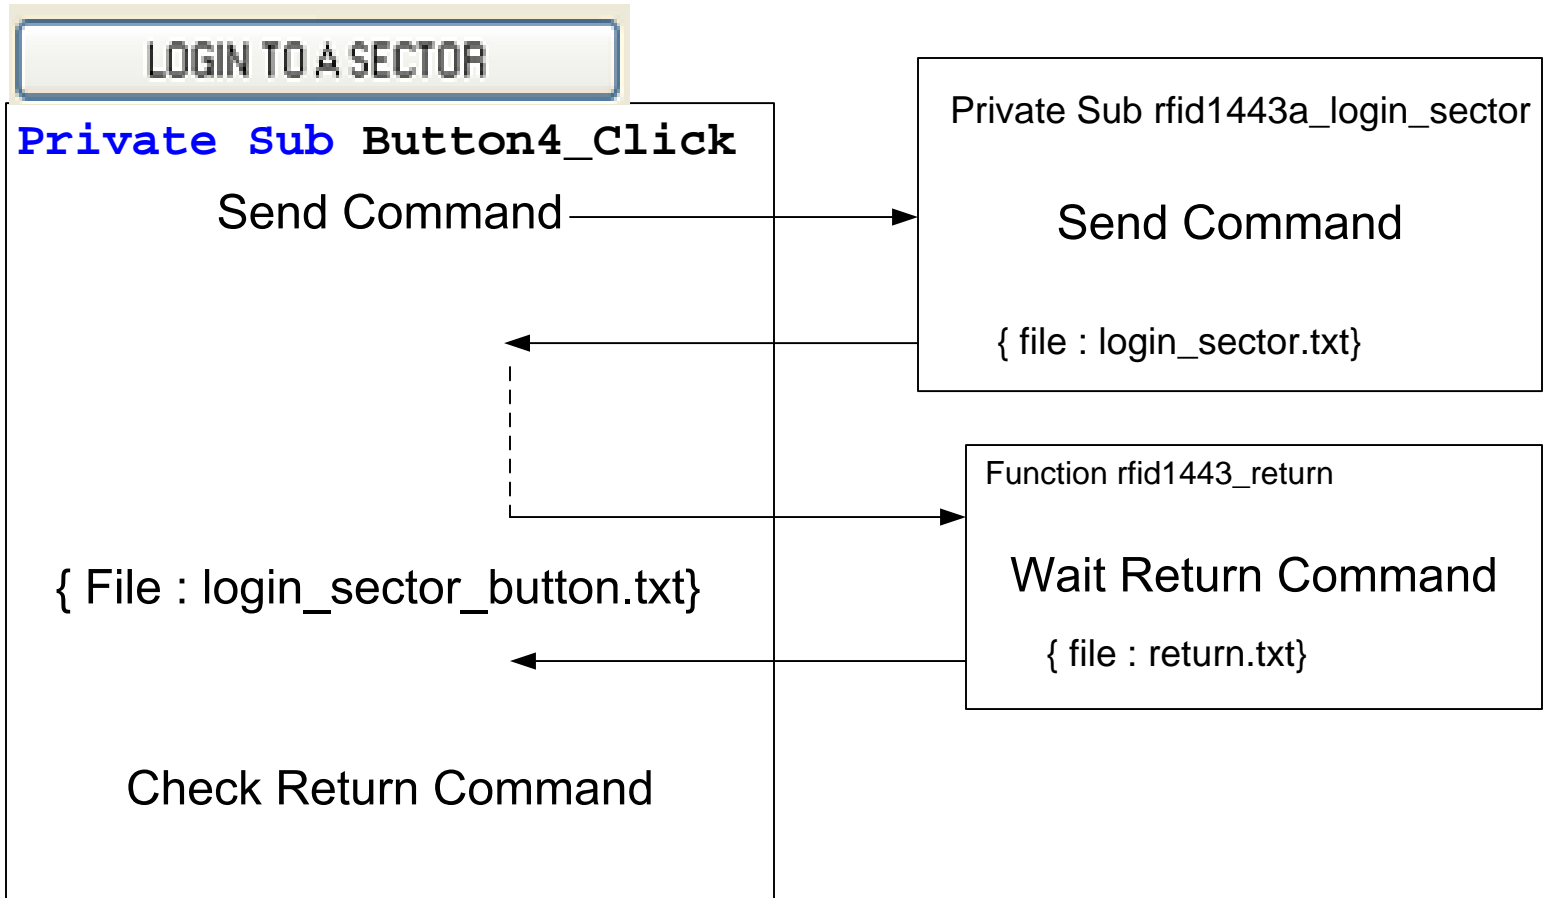 LOGIN TO A SECTOR
Private Sub Button4_Click
Send Command
{ File : login_sector_button.txt}
Check Return Command
Private Sub rfid1443a_login_sector
Send Command
{ file : login_sector.txt}
Function rfid1443_return
Wait Return Command
{ file : return.txt}